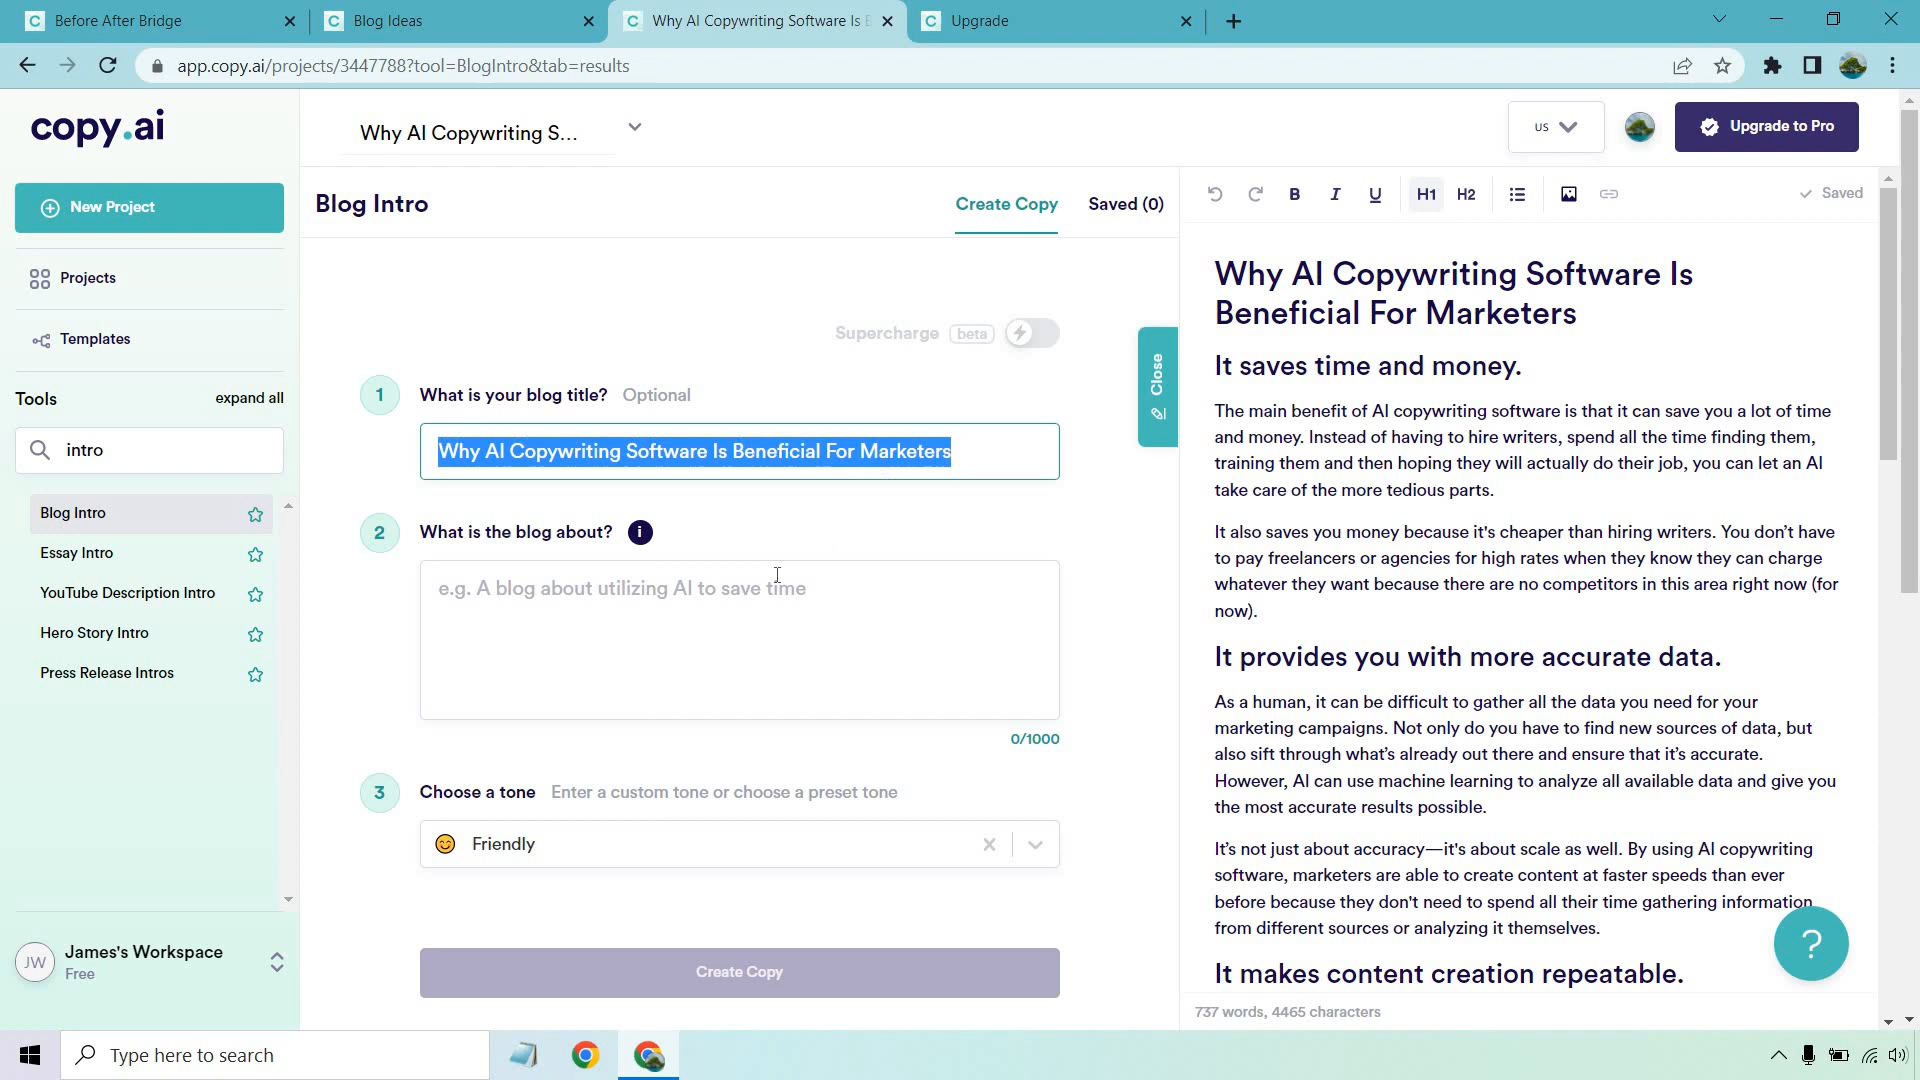 Before After Bridge
Blog Ideas
Why AI Copywriting Software Is B
Upgrade
app.copy.ai/projects/3447788?tool=BlogIntro&tab=results
copy.ai
Why AI Copywriting S...
US
Upgrade to Pro
New Project
Projects
Templates
Tools
expand all
intro
Blog Intro
Essay Intro
YouTube Description Intro
Hero Story Intro
Press Release Intros
JW
James's Workspace
Free
Blog Intro
Create Copy
Saved (0)
Supercharge beta
1
What is your blog title? Optional
Why AI Copywriting Software Is Beneficial For Marketers
2
What is the blog about? i
e.g. A blog about utilizing AI to save time
0/1000
3
Choose a tone Enter a custom tone or choose a preset tone
Friendly
Create Copy
Close
B I U H1 H2
Saved
Why AI Copywriting Software Is
Beneficial For Marketers
It saves time and money.
The main benefit of AI copywriting software is that it can save you a lot of time
and money. Instead of having to hire writers, spend all the time finding them,
training them and then hoping they will actually do their job, you can let an AI
take care of the more tedious parts.
It also saves you money because it's cheaper than hiring writers. You don’t have
to pay freelancers or agencies for high rates when they know they can charge
whatever they want because there are no competitors in this area right now (for
now).
It provides you with more accurate data.
As a human, it can be difficult to gather all the data you need for your
marketing campaigns. Not only do you have to find new sources of data, but
also sift through what’s already out there and ensure that it’s accurate.
However, AI can use machine learning to analyze all available data and give you
the most accurate results possible.
It’s not just about accuracy—it's about scale as well. By using AI copywriting
software, marketers are able to create content at faster speeds than ever
before because they don't need to spend all their time gathering information
from different sources or analyzing it themselves.
It makes content creation repeatable.
?
737 words, 4465 characters
Type here to search